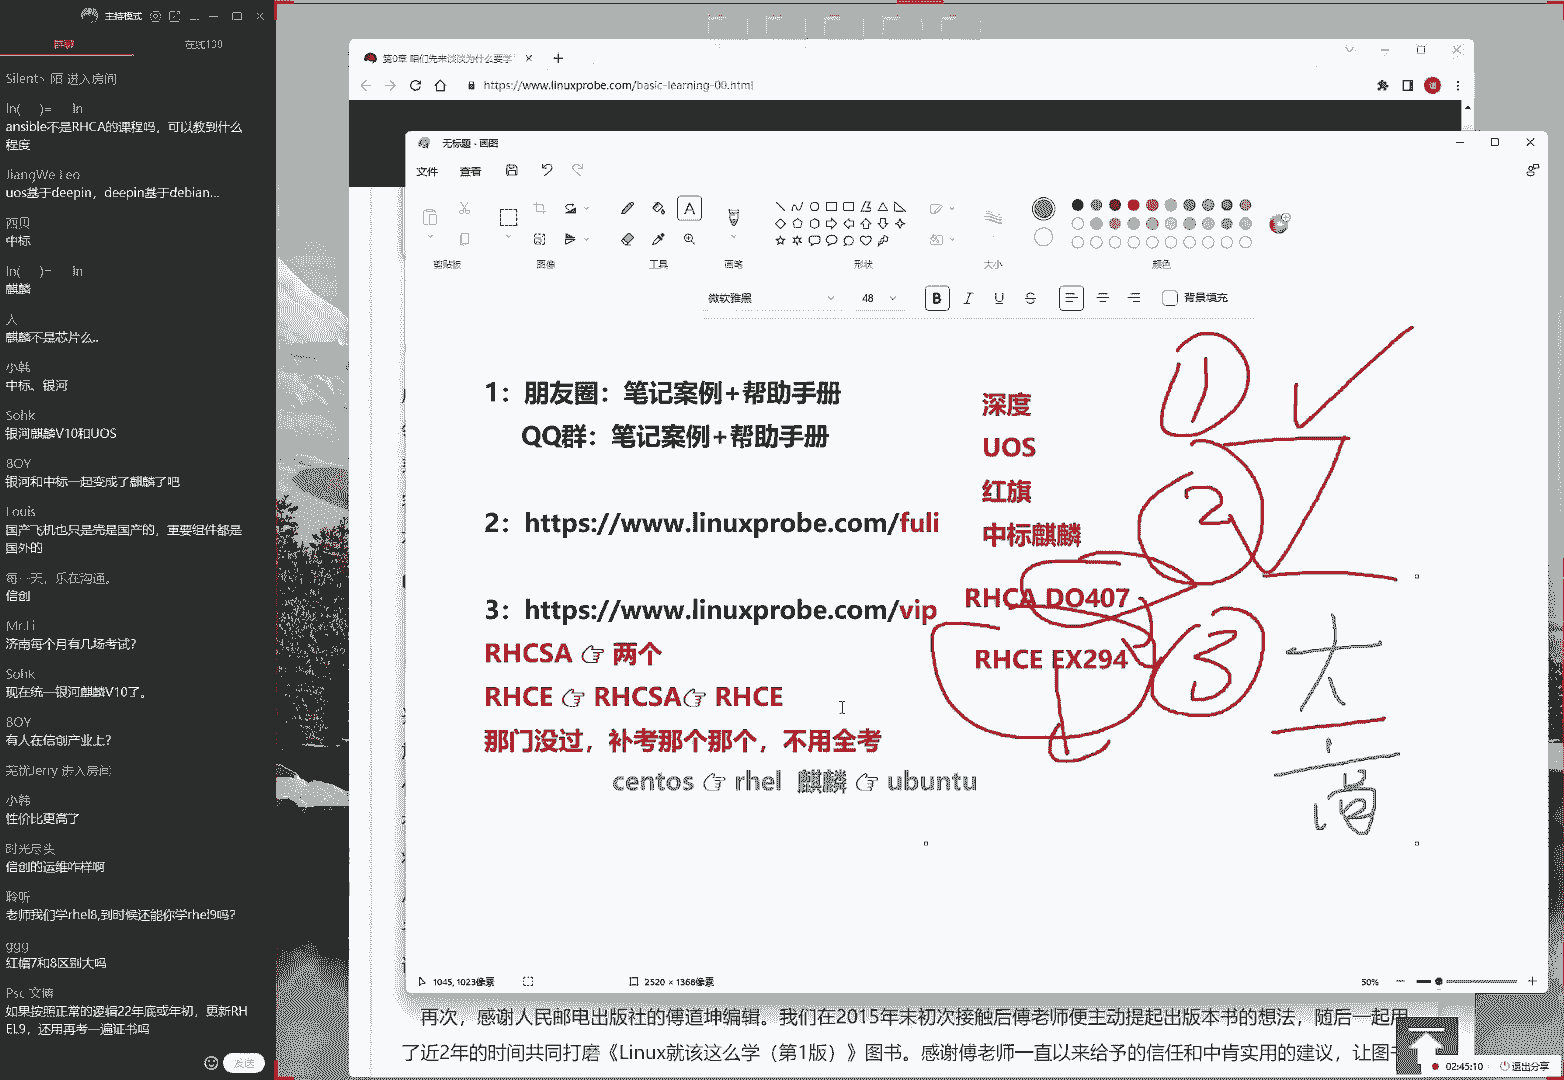 主持模式
在线130
Silent丶陌 进入房间
ln( )= ln
ansible不是RHCA的课程吗，可以教到什么
程度
JiangWe Leo
uos基于deepin，deepin基于debian...
西贝
中标
ln( )= ln
麒麟
人
麒麟不是芯片么..
小韩
中标、银河
Sohk
银河麒麟V10和UOS
BOY
银河和中标一起变成了麒麟了吧
Louis
国产飞机也只是壳是国产的，重要组件都是
国外的
每一天，乐在沟通。
信创
Mr.Li
济南每个月有几场考试？
Sohk
现在统一银河麒麟V10了。
BOY
有人在信创产业上？
芜忧Jerry 进入房间
小韩
性价比更高了
时光尽头
信创的运维咋样啊
聆听
老师我们学rhel8,到时候还能你学rhel9吗？
ggg
红帽7和8区别大吗
Psc 文博
如果按照正常的逻辑22年底或年初，更新RH
EL9，还用再考一遍证书吗
发送
第0章 咱们先来谈谈为什么要学
https://www.linuxprobe.com/basic-learning-00.html
无标题 - 画图
文件 查看
剪贴板 图像 工具 画笔 形状 大小 颜色
微软雅黑 48 B I U S 背景填充
1：朋友圈：笔记案例+帮助手册
QQ群：笔记案例+帮助手册
2：https://www.linuxprobe.com/fuli
3：https://www.linuxprobe.com/vip
RHCSA 👉 两个
RHCE 👉 RHCSA👉 RHCE
那门没过，补考那个那个，不用全考
centos 👉 rhel 麒麟 👉 ubuntu
深度
UOS
红旗
中标麒麟
RHCA DO407
RHCE EX294
1
2
3
大
1045, 1023像素 2520 × 1368像素 50%
再次，感谢人民邮电出版社的傅道坤编辑。我们在2015年末初次接触后傅老师便主动提起出版本书的想法，随后一起用
了近2年的时间共同打磨《Linux就该这么学（第1版）》图书。感谢傅老师一直以来给予的信任和中肯实用的建议，让图书
02:45:10 退出分享